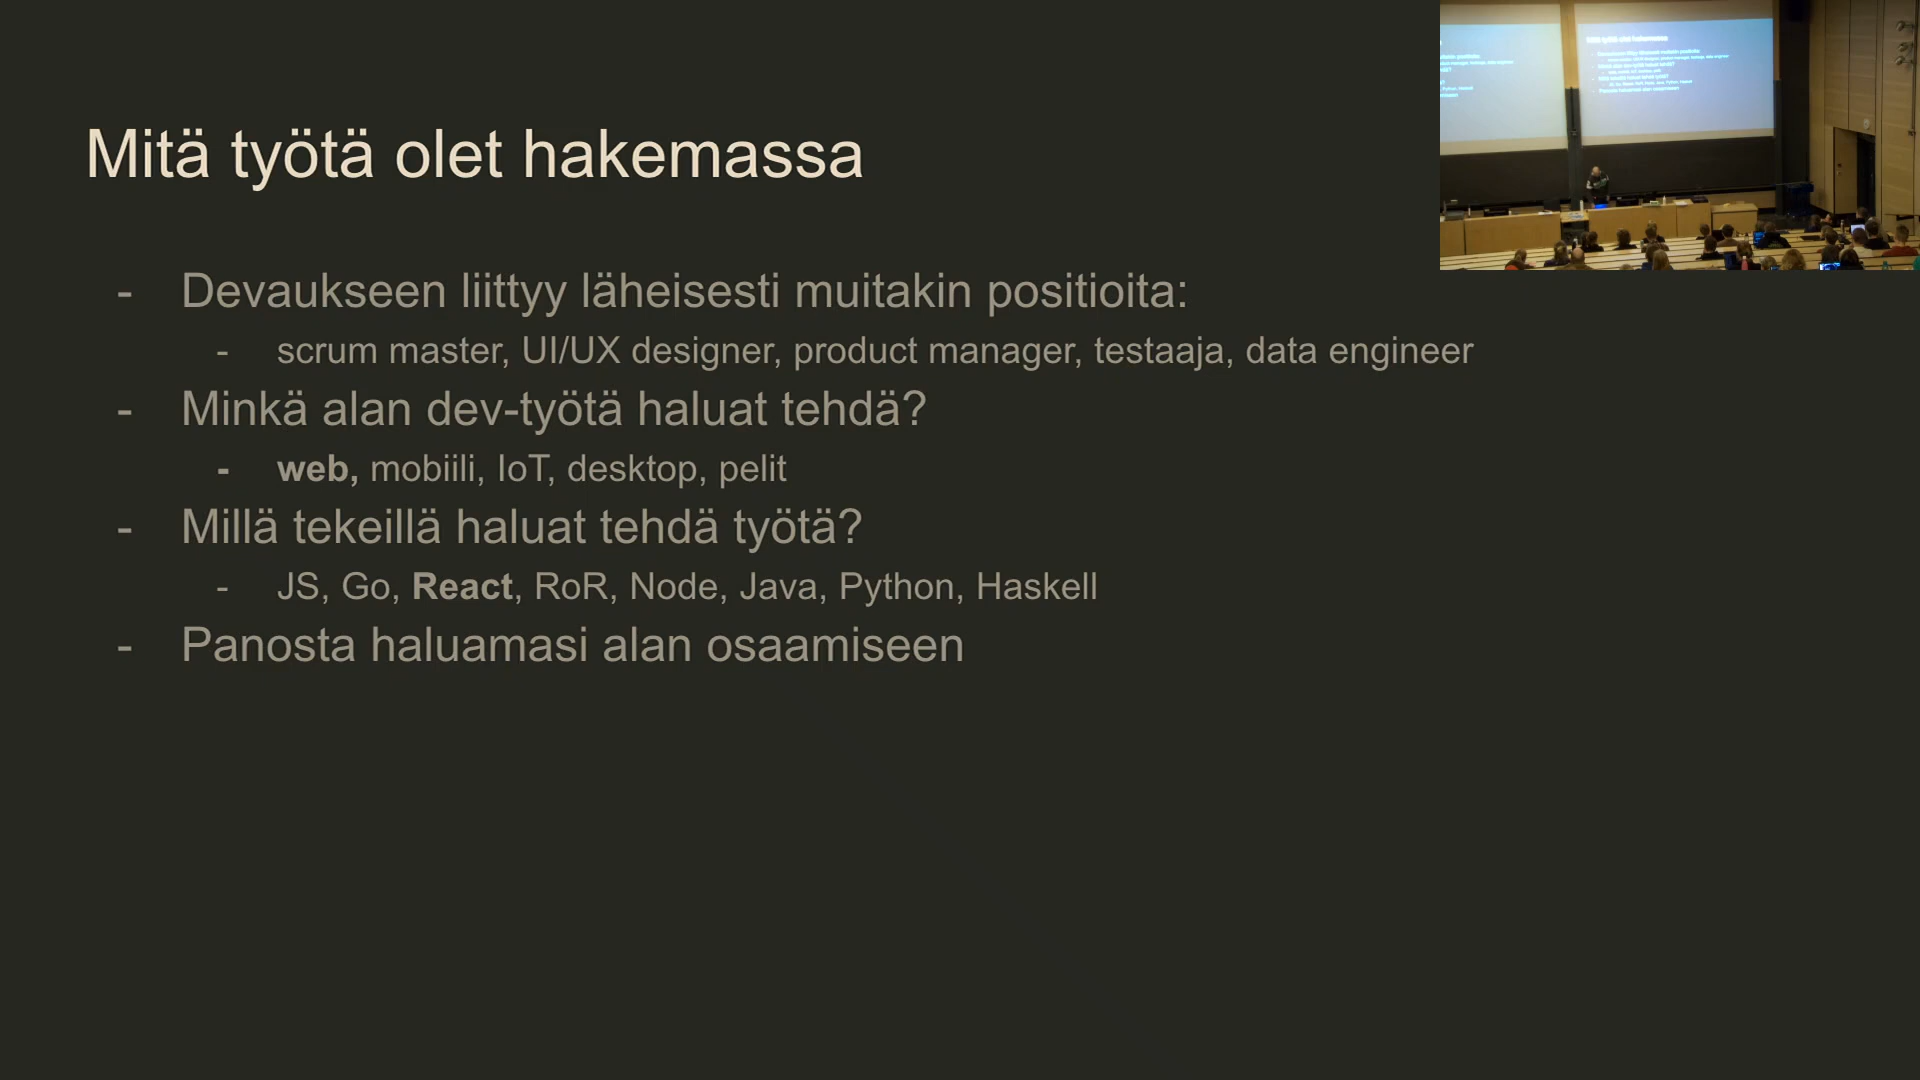 Mitä työtä olet hakemassa
- Devaukseen liittyy läheisesti muitakin positioita:
- scrum master, UI/UX designer, product manager, testaaja, data engineer
- Minkä alan dev-työtä haluat tehdä?
- web, mobiili, IoT, desktop, pelit
- Millä tekeillä haluat tehdä työtä?
- JS, Go, React, RoR, Node, Java, Python, Haskell
- Panosta haluamasi alan osaamiseen